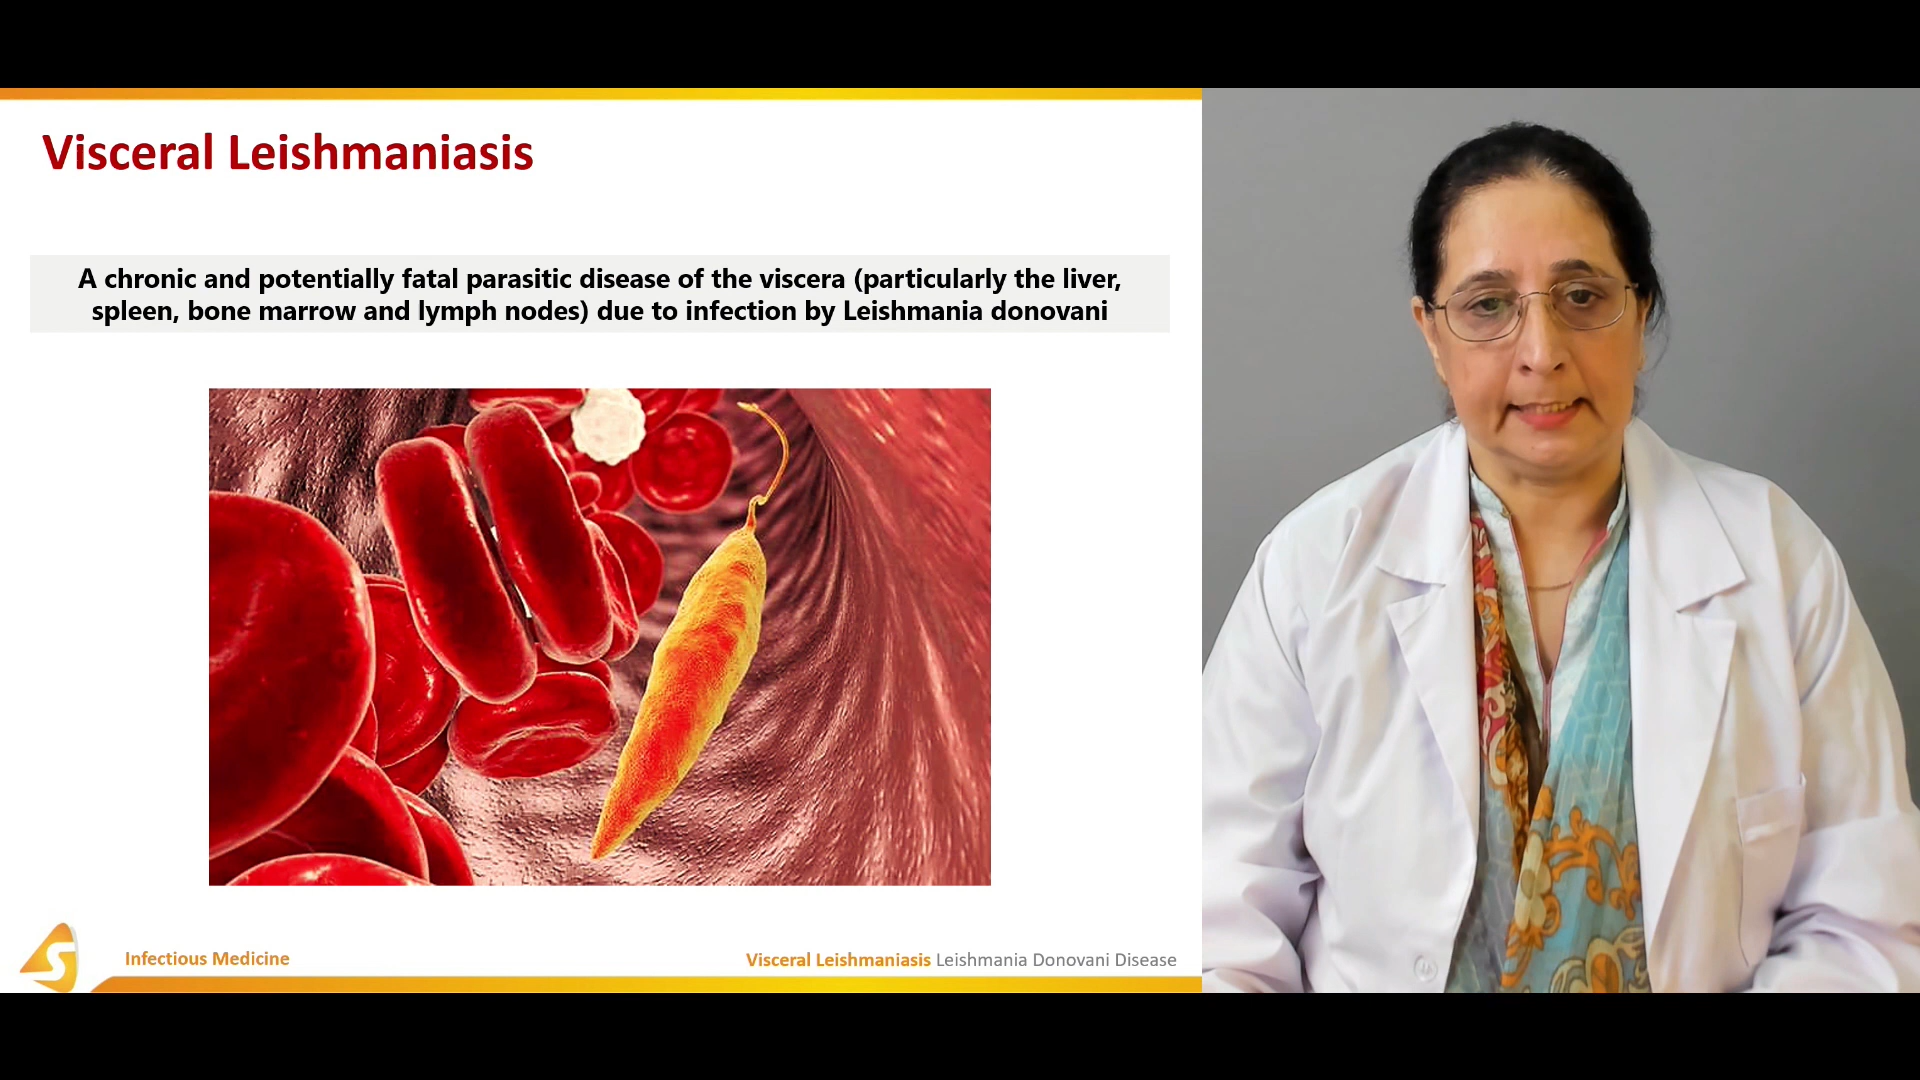 Visceral Leishmaniasis
A chronic and potentially fatal parasitic disease of the viscera (particularly the liver,
spleen, bone marrow and lymph nodes) due to infection by Leishmania donovani
S
Infectious Medicine
Visceral Leishmaniasis Leishmania Donovani Disease